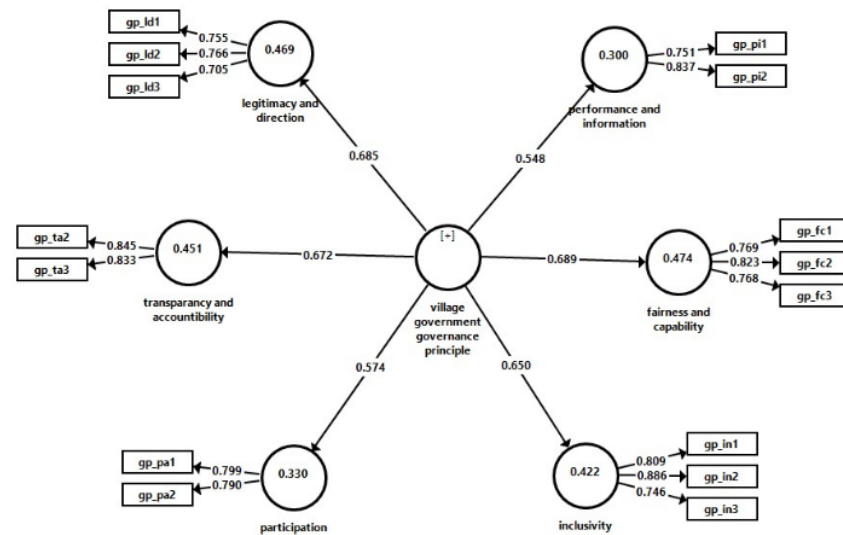 gp_ld1
gp_ld2
gp_ld3
0.755
0.766
0.705
0.469
legitimacy and
direction
0.300
0.751
0.837
gp_pi1
gp_pi2
performance and
information
0.685
0.548
gp_ta2
gp_ta3
0.845
0.833
0.451
transparancy and
accountibility
0.672
[+]
village
government
governance
principle
0.689
0.474
fairness and
capability
0.769
0.823
0.768
gp_fc1
gp_fc2
gp_fc3
0.574
0.650
gp_pa1
gp_pa2
0.799
0.790
0.330
participation
0.422
inclusivity
0.809
0.886
0.746
gp_in1
gp_in2
gp_in3